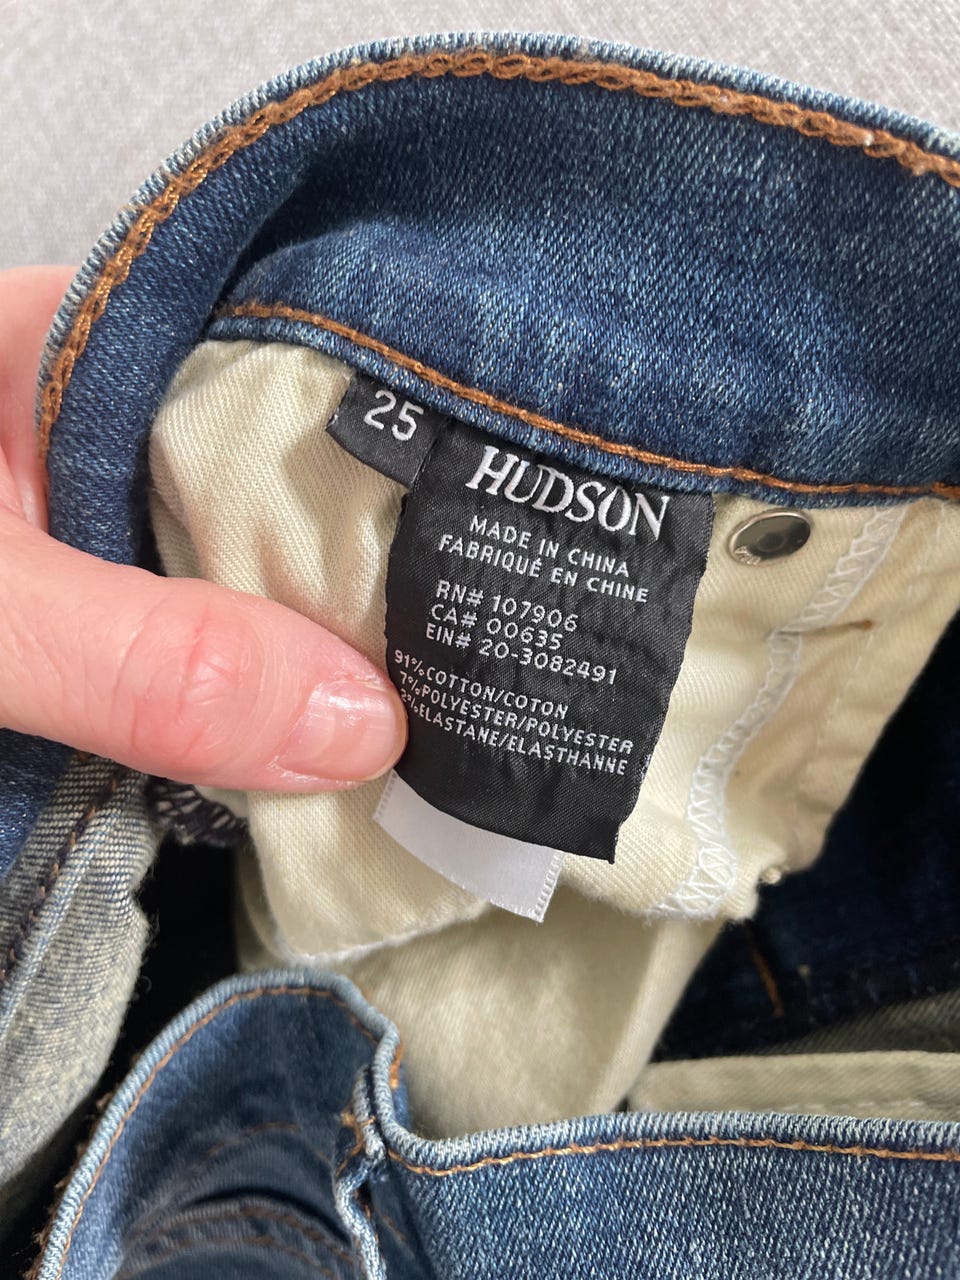 25
HUDSON
MADE IN CHINA
FABRIQUÉ EN CHINE
RN# 107906
CA# 00635
EIN# 20-3082491
91% COTTON/COTON
7% POLYESTER/POLYESTER
%ELASTANE/ELASTHANNE